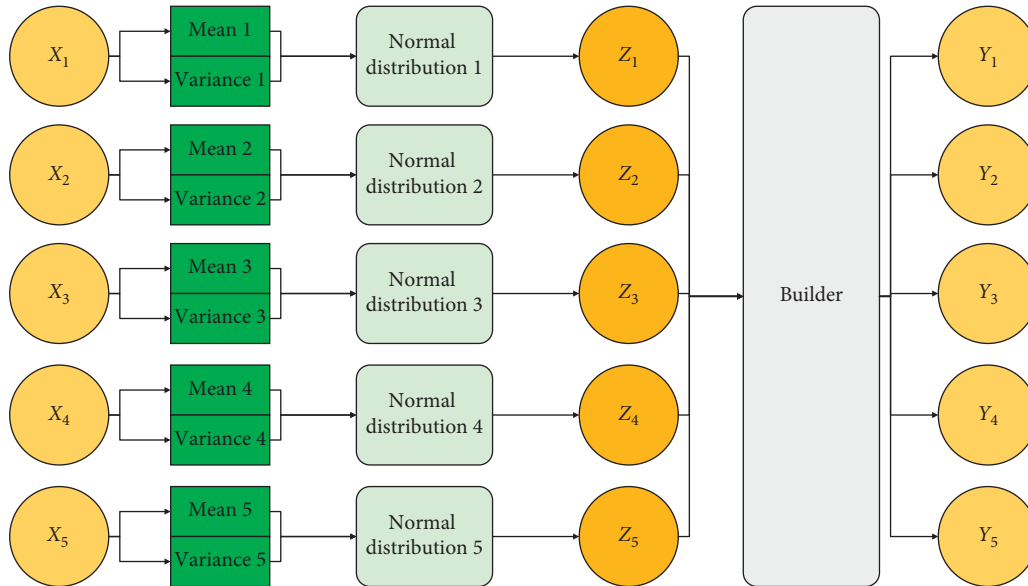 X₁
Mean 1
Variance 1
Normal
distribution 1
Z₁
Y₁
X₂
Mean 2
Variance 2
Normal
distribution 2
Z₂
Y₂
X₃
Mean 3
Variance 3
Normal
distribution 3
Z₃
Builder
Y₃
X₄
Mean 4
Variance 4
Normal
distribution 4
Z₄
Y₄
X₅
Mean 5
Variance 5
Normal
distribution 5
Z₅
Y₅